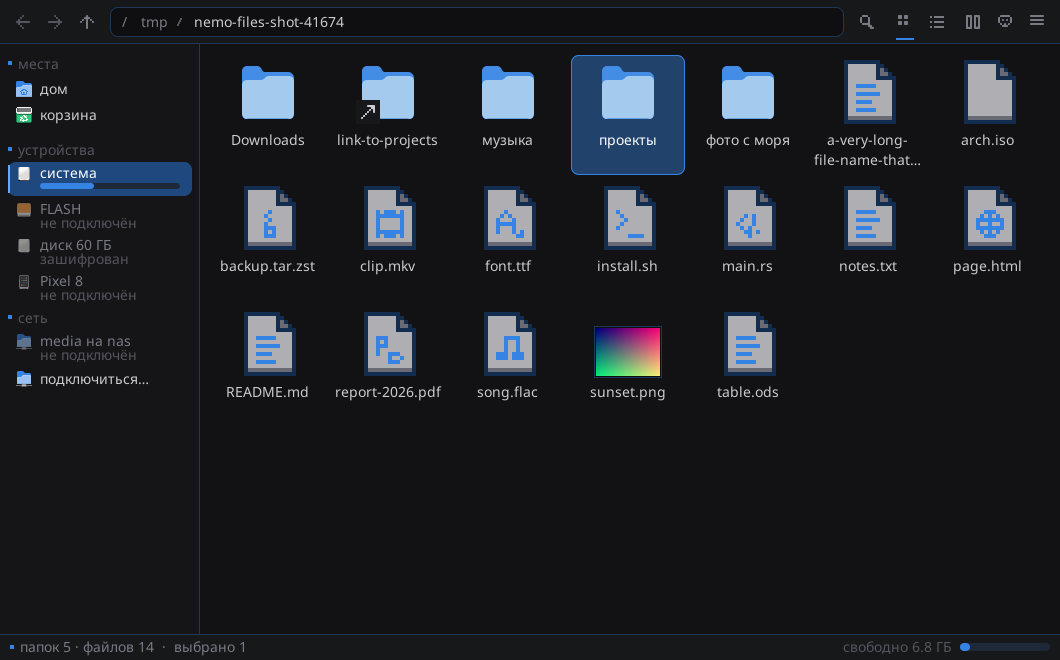 / tmp / nemo-files-shot-41674
места
дом
корзина
устройства
система
FLASH
не подключён
диск 60 ГБ
зашифрован
Pixel 8
не подключён
сеть
media на nas
не подключён
подключиться...
Downloads
link-to-projects
музыка
проекты
фото с моря
a-very-long-
file-name-that...
arch.iso
backup.tar.zst
clip.mkv
font.ttf
install.sh
main.rs
notes.txt
page.html
README.md
report-2026.pdf
song.flac
sunset.png
table.ods
папок 5 · файлов 14 · выбрано 1
свободно 6.8 ГБ